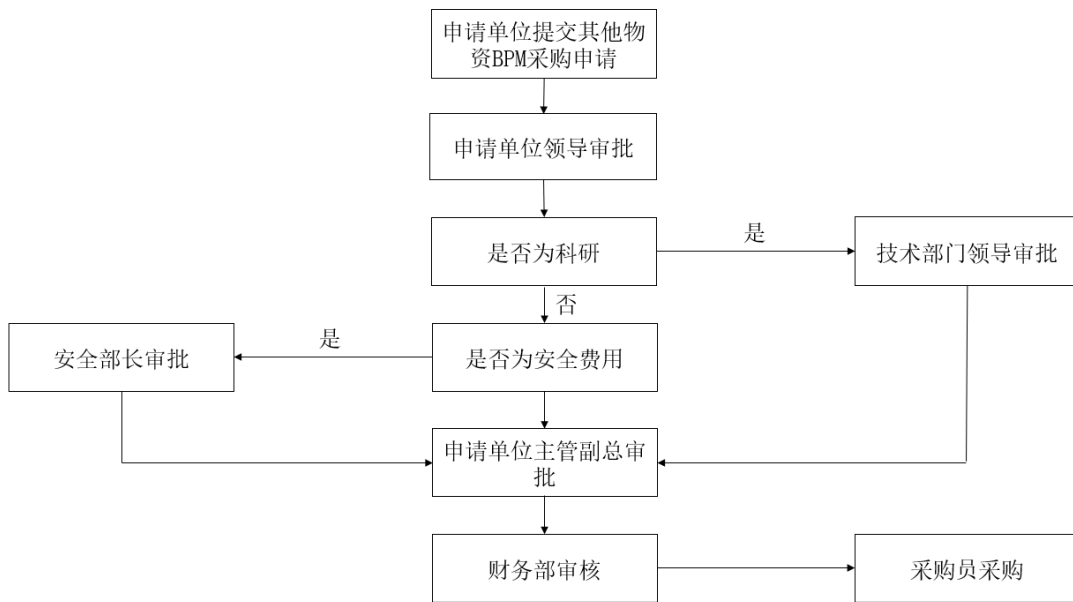 申请单位提交其他物
资BPM采购申请
申请单位领导审批
是否为科研
是
技术部门领导审批
否
安全部长审批
是
是否为安全费用
申请单位主管副总审
批
财务部审核
采购员采购